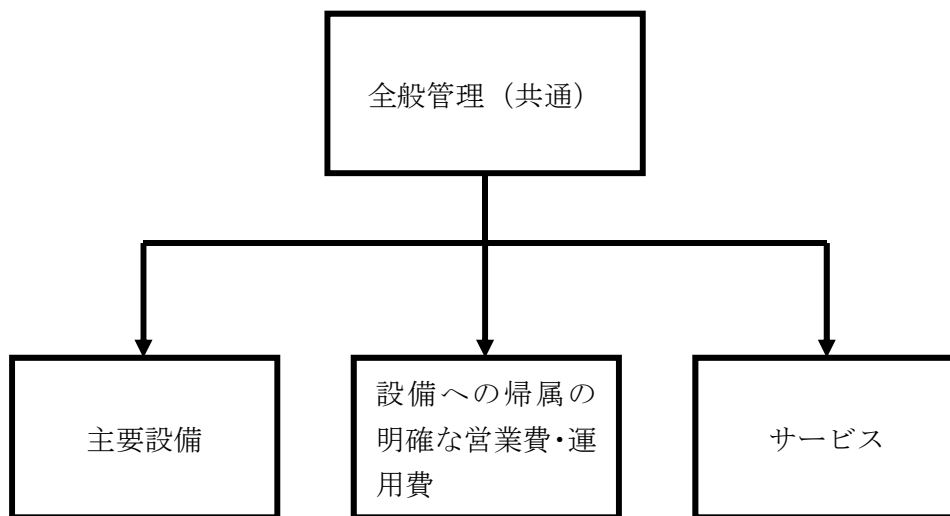 全般管理（共通）
主要設備
設備への帰属の
明確な営業費・運
用費
サービス